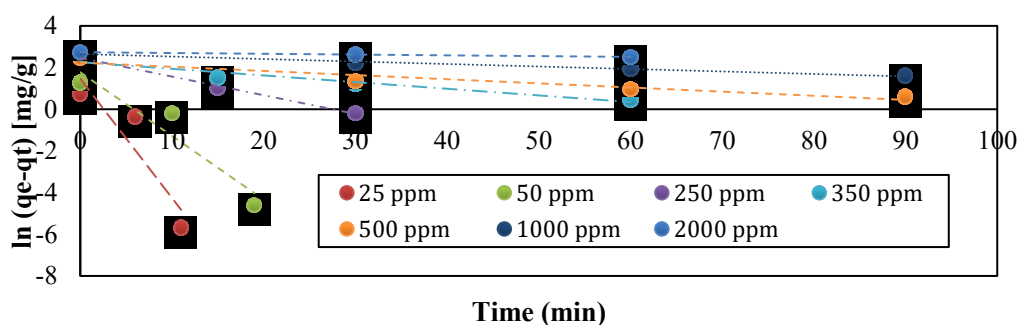 4
2
0
-2
-4
-6
-8
0 10 20 30 40 50 60 70 80 90 100
ln (qe-qt) [mg/g]
Time (min)
25 ppm 50 ppm 250 ppm 350 ppm
500 ppm 1000 ppm 2000 ppm